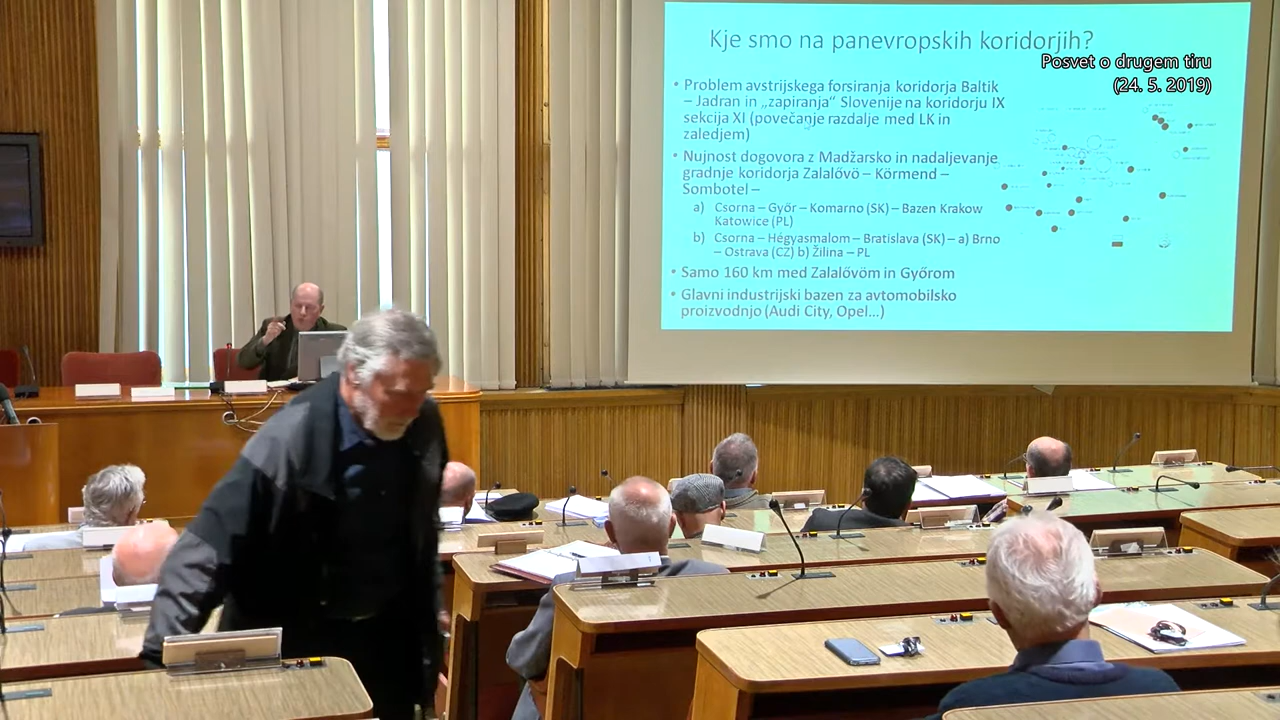 Kje smo na panevropskih koridorjih?
Posvet o drugem tiru
(24. 5. 2019)
• Problem avstrijskega forsiranja koridorja Baltik
– Jadran in „zapiranja“ Slovenije na koridorju IX
sekcija XI (povečanje razdalje med LK in
zaledjem)
• Nujnost dogovora z Madžarsko in nadaljevanje
gradnje koridorja Zalalővö – Körmend –
Sombotel –
a) Csorna – Győr – Komarno (SK) – Bazen Krakow
Katowice (PL)
b) Csorna – Hegyasmalom – Bratislava (SK) – a) Brno
– Ostrava (CZ) b) Žilina – PL
• Samo 160 km med Zalalővöm in Győrom
• Glavni industrijski bazen za avtomobilsko
proizvodnjo (Audi City, Opel...)